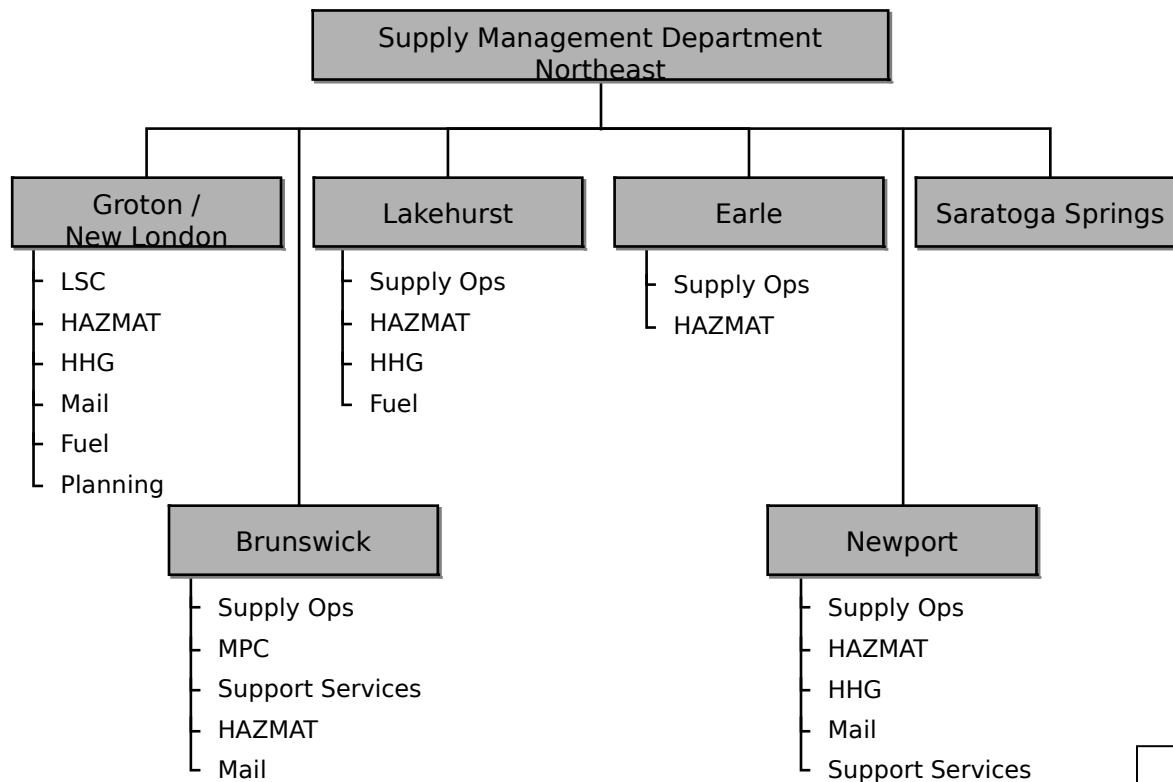 Supply Management Department
Northeast
Groton /
New London
LSC
HAZMAT
HHG
Mail
Fuel
Planning
Lakehurst
Supply Ops
HAZMAT
HHG
Fuel
Earle
Supply Ops
HAZMAT
Saratoga Springs
Brunswick
Supply Ops
MPC
Support Services
HAZMAT
Mail
Newport
Supply Ops
HAZMAT
HHG
Mail
Support Services